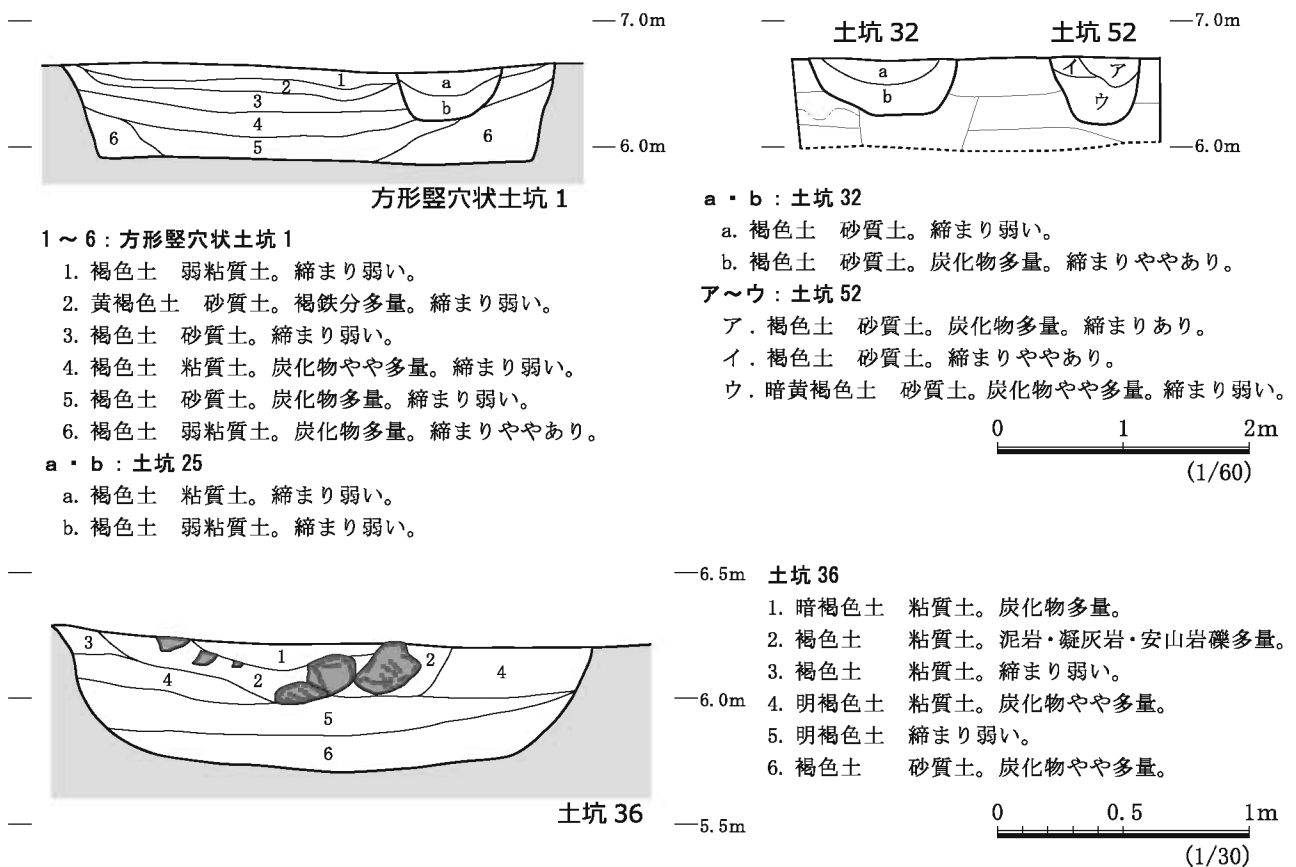 7.0m
1
2
3
4
5
6
6
a
b
6.0m
方形竪穴状土坑 1
1～6：方形竪穴状土坑 1
1. 褐色土　弱粘質土。締まり弱い。
2. 黄褐色土　砂質土。褐鉄分多量。締まり弱い。
3. 褐色土　砂質土。締まり弱い。
4. 褐色土　粘質土。炭化物やや多量。締まり弱い。
5. 褐色土　砂質土。炭化物多量。締まり弱い。
6. 褐色土　弱粘質土。炭化物多量。締まりややあり。
a・b：土坑 25
a. 褐色土　粘質土。締まり弱い。
b. 褐色土　弱粘質土。締まり弱い。
7.0m
土坑 32
土坑 52
a
b
イ
ア
ウ
6.0m
a・b：土坑 32
a. 褐色土　砂質土。締まり弱い。
b. 褐色土　砂質土。炭化物多量。締まりややあり。
ア～ウ：土坑 52
ア. 褐色土　砂質土。炭化物多量。締まりあり。
イ. 褐色土　砂質土。締まりややあり。
ウ. 暗黄褐色土　砂質土。炭化物やや多量。締まり弱い。
0 1 2m
(1/60)
6.5m
3
1
2
4
2
4
5
6
6.0m
土坑 36
5.5m
土坑 36
1. 暗褐色土　粘質土。炭化物多量。
2. 褐色土　粘質土。泥岩・凝灰岩・安山岩礫多量。
3. 褐色土　粘質土。締まり弱い。
4. 明褐色土　粘質土。炭化物やや多量。
5. 明褐色土　締まり弱い。
6. 褐色土　砂質土。炭化物やや多量。
0 0.5 1m
(1/30)